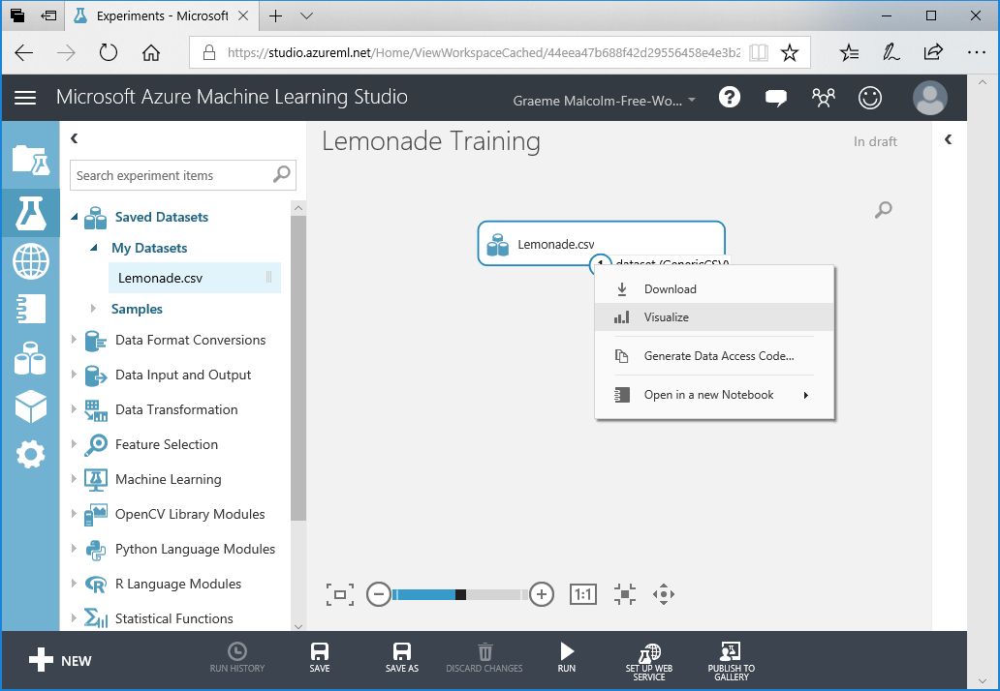 Experiments - Microsoft
https://studio.azureml.net/Home/ViewWorkspaceCached/44eea47b688f42d29556458e4e3b2
Microsoft Azure Machine Learning Studio
Graeme Malcolm-Free-Wo...
Lemonade Training
In draft
Search experiment items
Saved Datasets
My Datasets
Lemonade.csv
Samples
Data Format Conversions
Data Input and Output
Data Transformation
Feature Selection
Machine Learning
OpenCV Library Modules
Python Language Modules
R Language Modules
Statistical Functions
Lemonade.csv
1 dataset (GenericCSV)
Download
Visualize
Generate Data Access Code...
Open in a new Notebook
1:1
NEW
RUN HISTORY
SAVE
SAVE AS
DISCARD CHANGES
RUN
SET UP WEB
SERVICE
PUBLISH TO
GALLERY